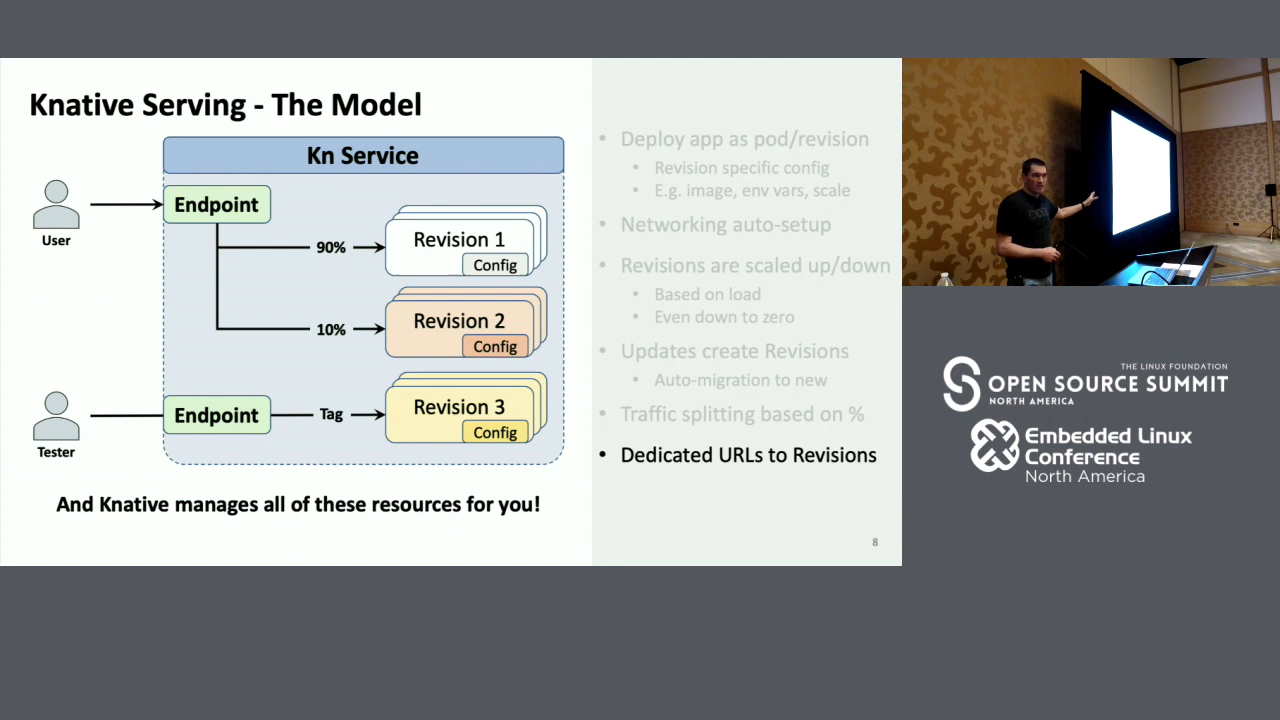 Knative Serving - The Model
Kn Service
User
Endpoint
90%
Revision 1
Config
10%
Revision 2
Config
Tester
Endpoint
Tag
Revision 3
Config
And Knative manages all of these resources for you!
• Deploy app as pod/revision
• Revision specific config
• E.g. image, env vars, scale
• Networking auto-setup
• Revisions are scaled up/down
• Based on load
• Even down to zero
• Updates create Revisions
• Auto-migration to new
• Traffic splitting based on %
• Dedicated URLs to Revisions
8
THE LINUX FOUNDATION
OPEN SOURCE SUMMIT
NORTH AMERICA
Embedded Linux
Conference
North America